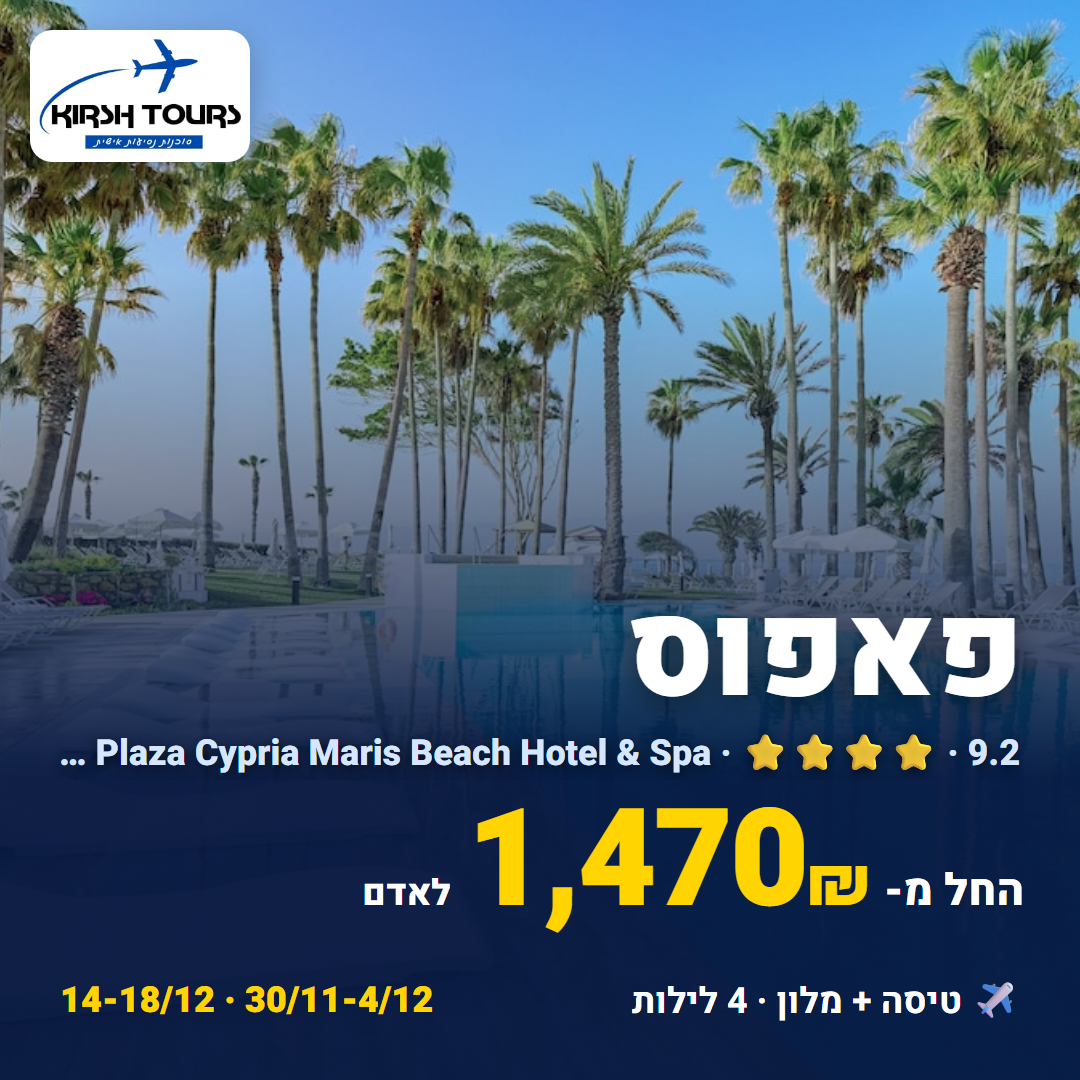 KIRSH TOURS
סוכנות נסיעות אישית
פאפוס
9.2 · ⭐⭐⭐⭐ · Plaza Cypria Maris Beach Hotel & Spa ...
החל מ- ₪1,470 לאדם
✈️ טיסה + מלון · 4 לילות
30/11-4/12 · 14-18/12